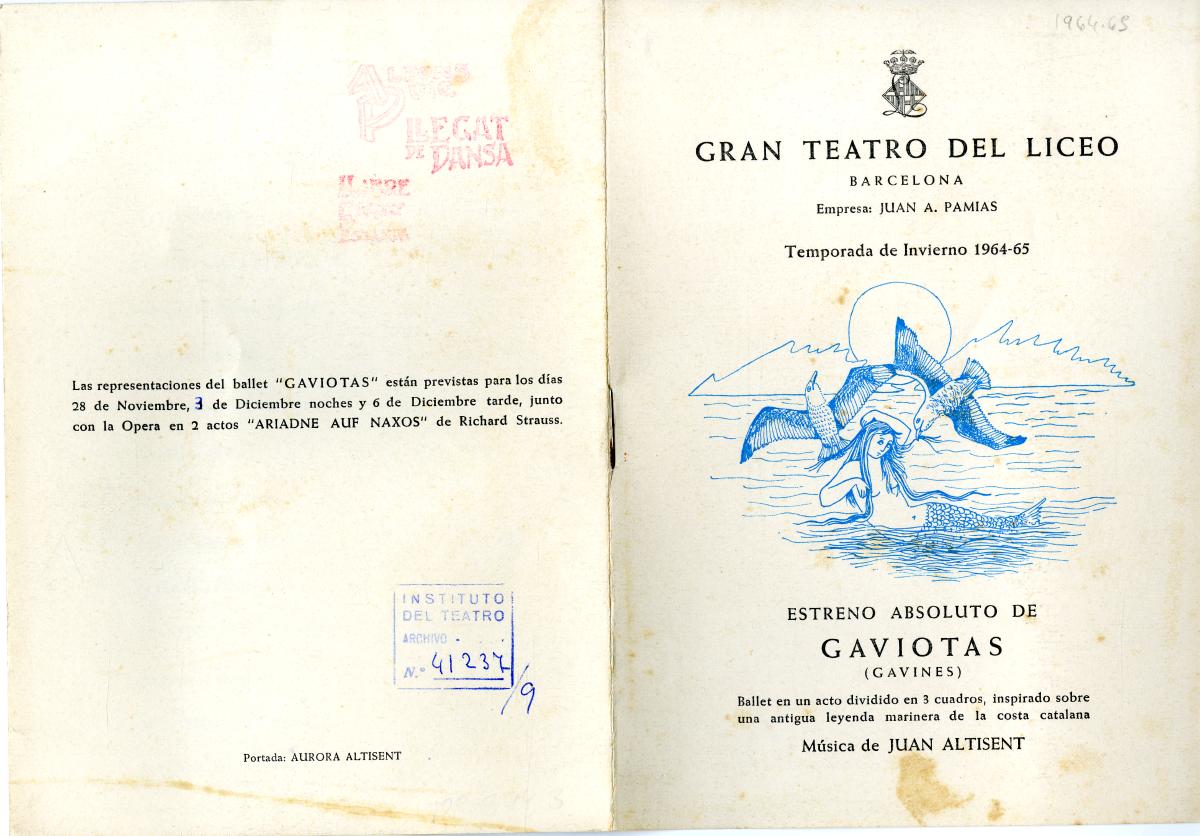 LLEGAT
DE DANSA
Las representaciones del ballet "GAVIOTAS" están previstas para los días
28 de Noviembre, 3 de Diciembre noches y 6 de Diciembre tarde, junto
con la Opera en 2 actos "ARIADNE AUF NAXOS" de Richard Strauss.
INSTITUTO
DEL TEATRO
ARCHIVO
N.º 41237/9
Portada: AURORA ALTISENT
1964-65
GRAN TEATRO DEL LICEO
BARCELONA
Empresa: JUAN A. PAMIAS
Temporada de Invierno 1964-65
ESTRENO ABSOLUTO DE
GAVIOTAS
(GAVINES)
Ballet en un acto dividido en 3 cuadros, inspirado sobre
una antigua leyenda marinera de la costa catalana
Música de JUAN ALTISENT